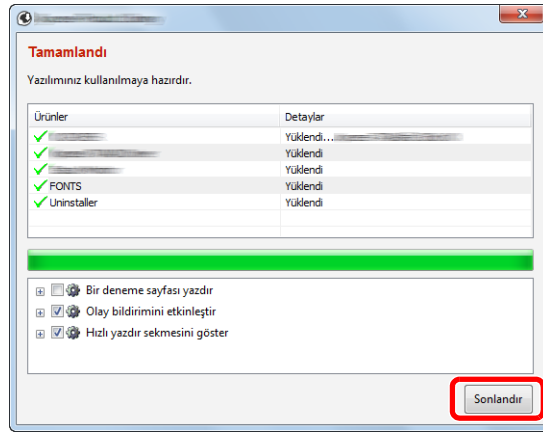 Tamamlandı
Yazılımınız kullanılmaya hazırdır.
Ürünler Detaylar
Yüklendi...
Yüklendi
Yüklendi
FONTS Yüklendi
Uninstaller Yüklendi
Bir deneme sayfası yazdır
Olay bildirimini etkinleştir
Hızlı yazdır sekmesini göster
Sonlandır